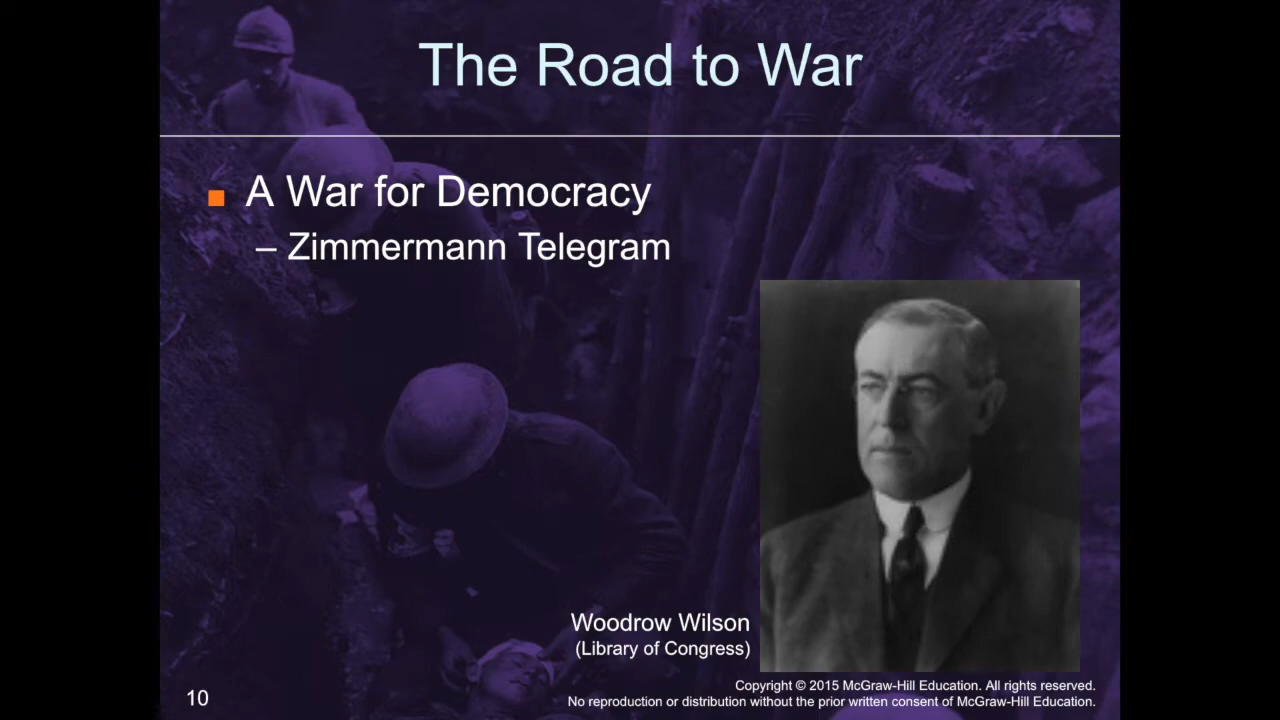 The Road to War
■ A War for Democracy
– Zimmermann Telegram
Woodrow Wilson
(Library of Congress)
10
Copyright © 2015 McGraw-Hill Education. All rights reserved.
No reproduction or distribution without the prior written consent of McGraw-Hill Education.